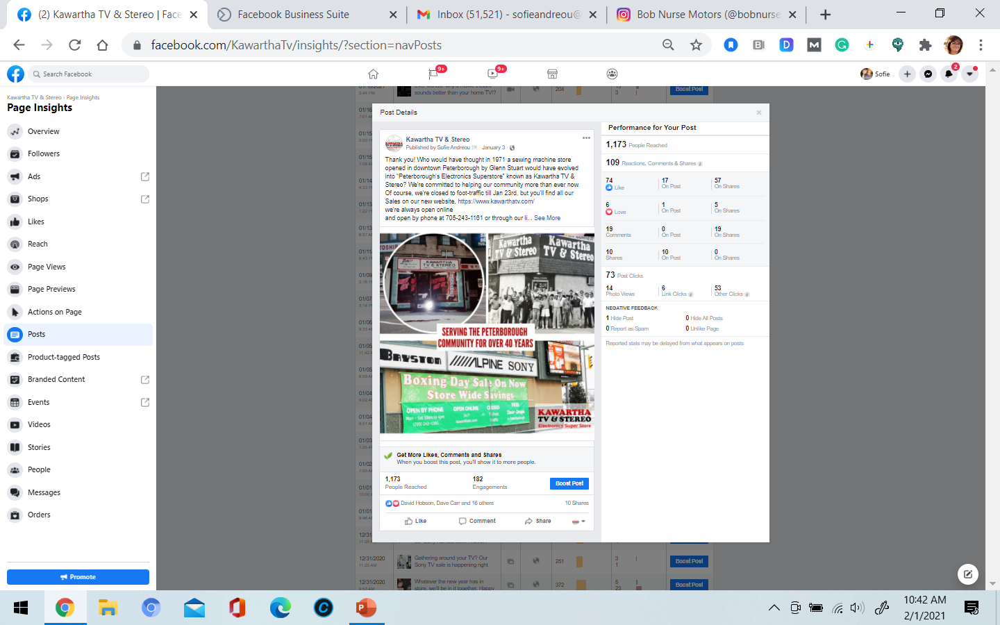 (2) Kawartha TV & Stereo | Face
Facebook Business Suite
Inbox (51,521) - sofieandreou@
Bob Nurse Motors (@bobnurse
facebook.com/KawarthaTv/insights/?section=navPosts
Search Facebook
9+
9+
Sofie
2
Kawartha TV & Stereo › Page Insights
Page Insights
Overview
Followers
Ads
Shops
Likes
Reach
Page Views
Page Previews
Actions on Page
Posts
Product-tagged Posts
Branded Content
Events
Videos
Stories
People
Messages
Orders
Promote
2:44 PM
sounds better than your home TV!?
204
3
Boost Post
Post Details
Kawartha TV & Stereo
Published by Sofie Andreou · January 3 ·
Thank you! Who would have thought in 1971 a sewing machine store
opened in downtown Peterborough by Glenn Stuart would have evolved
into "Peterborough's Electronics Superstore" known as Kawartha TV &
Stereo? We're committed to helping our community more than ever now.
Of course, we're closed to foot-traffic till Jan 23rd, but you'll find all our
Sales on our new website, https://www.kawarthatv.com/
we're always open online
and open by phone at 705-243-1161 or through our li... See More
KAWARTHA
TV & STEREO
Kawartha
TV & Stereo
Kawartha
TV & Stereo
SERVING THE PETERBOROUGH
COMMUNITY FOR OVER 40 YEARS
BRYSTON
ALPINE
SONY
Boxing Day Sale On Now
Store Wide Savings
OPEN BY PHONE
OPEN ONLINE
CLOSED
FREE
KAWARTHA
TV & STEREO
Electronics Super Store
Get More Likes, Comments and Shares
When you boost this post, you'll show it to more people.
1,173
People Reached
182
Engagements
Boost Post
David Hobson, Dave Carr and 16 others
10 Shares
Like
Comment
Share
Performance for Your Post
1,173 People Reached
109 Reactions, Comments & Shares
74
Like
17
On Post
57
On Shares
6
Love
1
On Post
5
On Shares
19
Comments
0
On Post
19
On Shares
10
Shares
10
On Post
0
On Shares
73 Post Clicks
14
Photo Views
6
Link Clicks
53
Other Clicks
NEGATIVE FEEDBACK
1 Hide Post
0 Hide All Posts
0 Report as Spam
0 Unlike Page
Reported stats may be delayed from what appears on posts
12/31/2020
11:20 AM
Gathering around your TV? Our
Sony TV sale is happening right
251
3
1
Boost Post
12/31/2020
9:53 AM
Whatever the new year has in
store, we'll be in it together. Happy
372
5
23
Boost Post
10:42 AM
2/1/2021